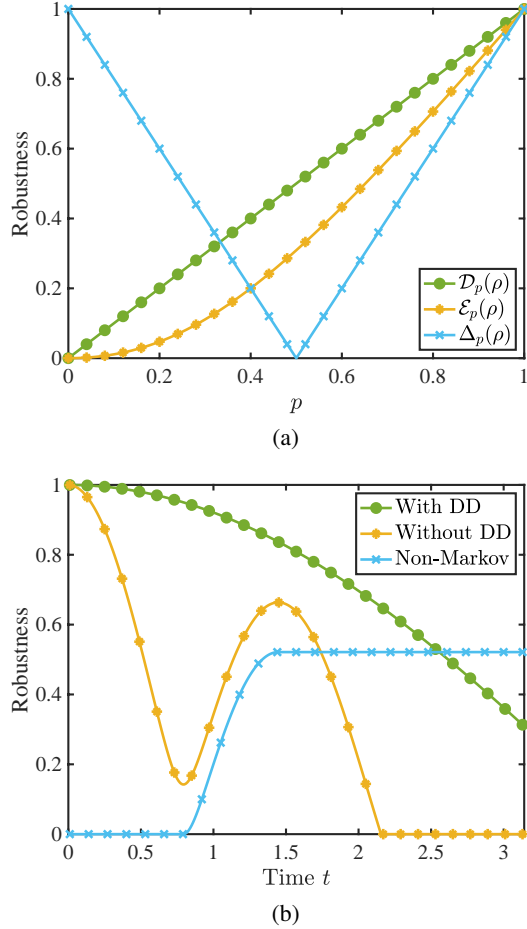 1
0.8
0.6
0.4
0.2
0
Robustness
0 0.2 0.4 0.6 0.8 1
p
𝒟ₚ(ρ)
ℰₚ(ρ)
Δₚ(ρ)
(a)
1
0.8
0.6
0.4
0.2
0
Robustness
0 0.5 1 1.5 2 2.5 3
Time t
With DD
Without DD
Non-Markov
(b)